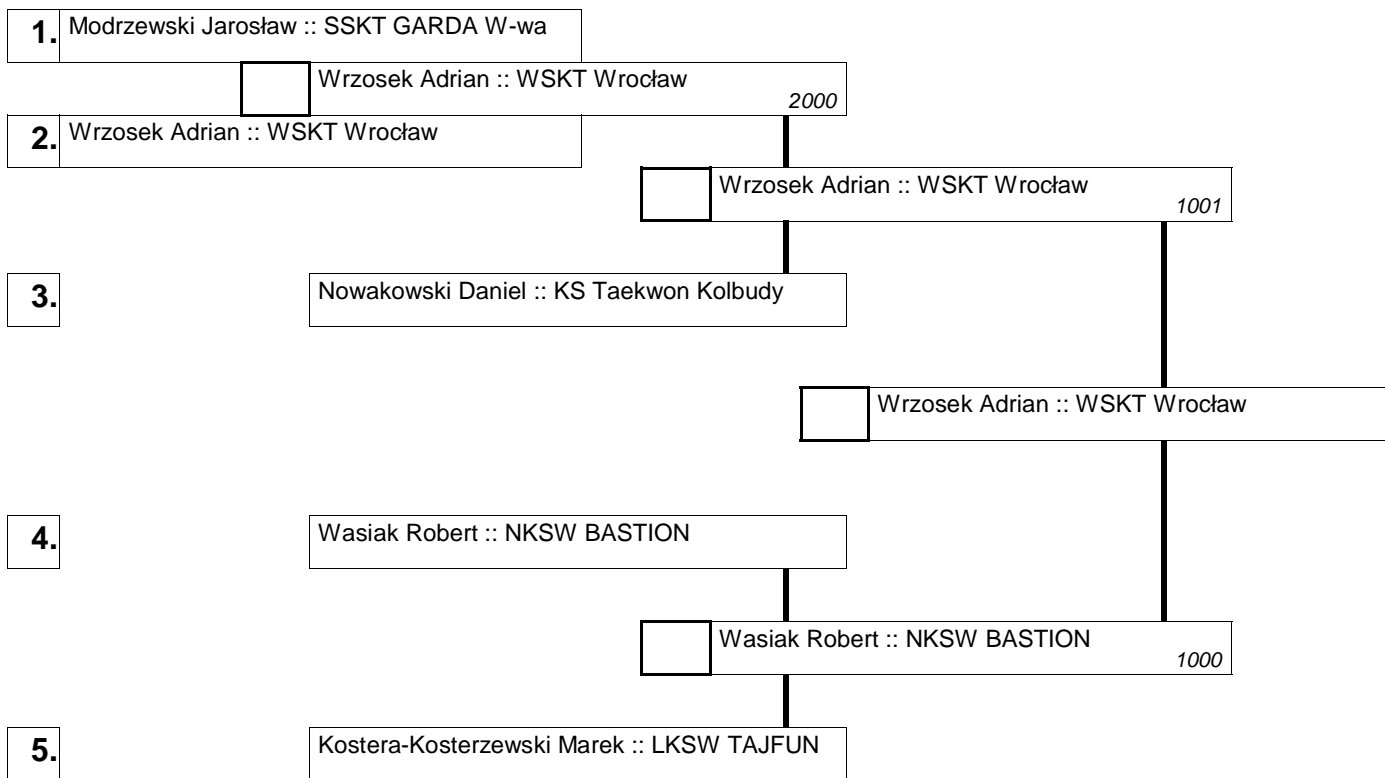 1. Modrzewski Jarosław :: SSKT GARDA W-wa
Wrzosek Adrian :: WSKT Wrocław
2000
2. Wrzosek Adrian :: WSKT Wrocław
Wrzosek Adrian :: WSKT Wrocław
1001
3. Nowakowski Daniel :: KS Taekwon Kolbudy
Wrzosek Adrian :: WSKT Wrocław
4. Wasiak Robert :: NKSW BASTION
Wasiak Robert :: NKSW BASTION
1000
5. Kostera-Kosterzewski Marek :: LKSW TAJFUN